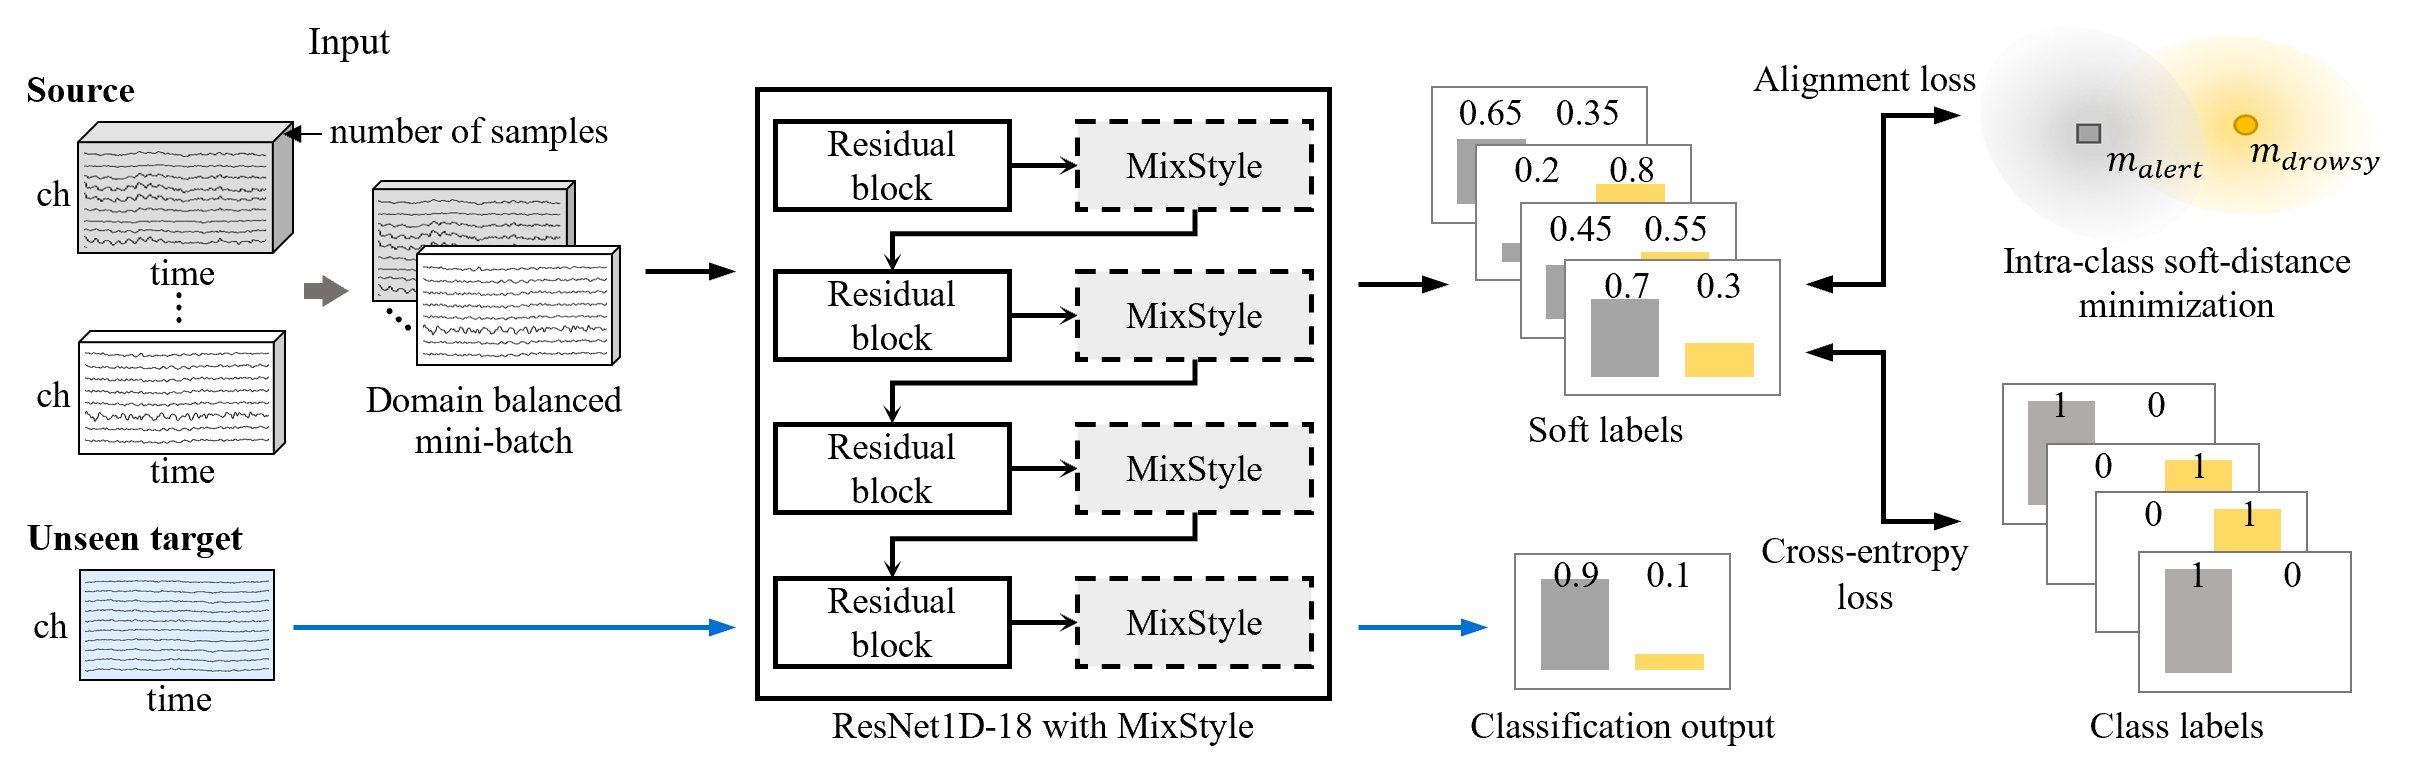 Input
Source
number of samples
ch
time
ch
time
Domain balanced
mini-batch
Unseen target
ch
time
Residual
block
MixStyle
Residual
block
MixStyle
Residual
block
MixStyle
Residual
block
MixStyle
ResNet1D-18 with MixStyle
0.65 0.35
0.2 0.8
0.45 0.55
0.7 0.3
Soft labels
0.9 0.1
Classification output
Alignment loss
m_alert
m_drowsy
Intra-class soft-distance
minimization
Cross-entropy
loss
1 0
0 1
0 1
1 0
Class labels